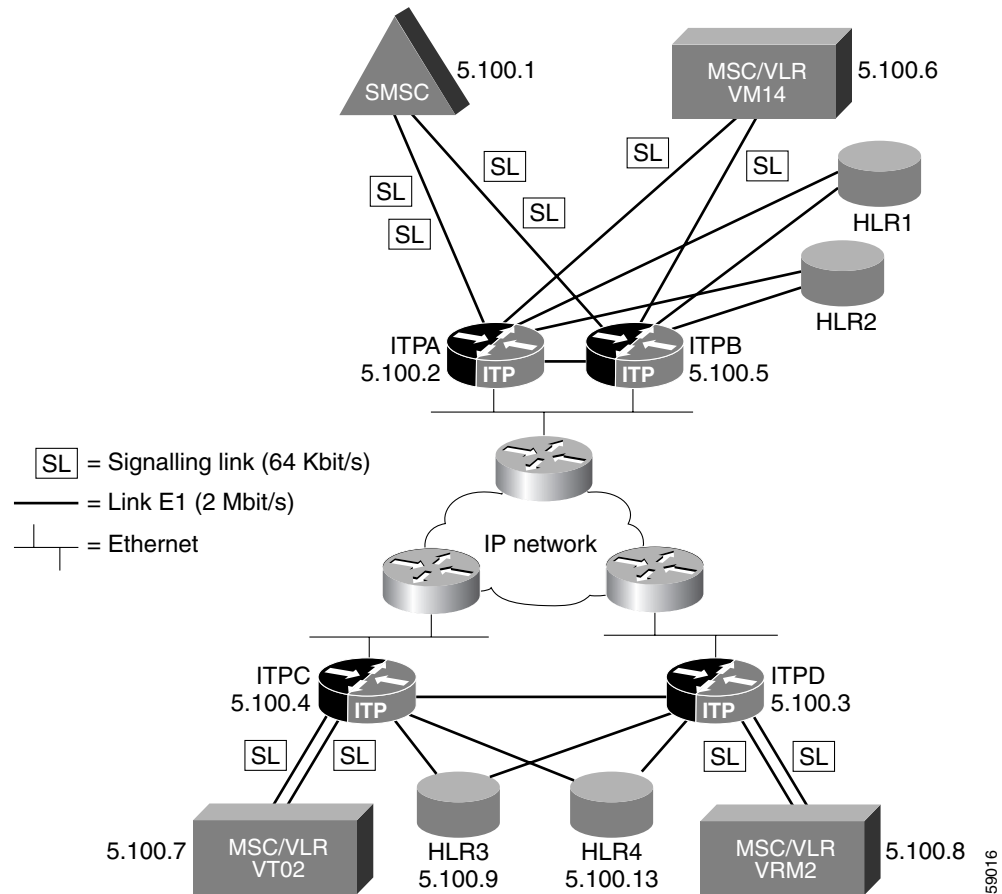 SMSC
5.100.1
MSC/VLR
VM14
5.100.6
SL
SL
SL
SL
SL
SL
HLR1
HLR2
ITPA
5.100.2
ITP
ITP
ITPB
5.100.5
SL = Signalling link (64 Kbit/s)
= Link E1 (2 Mbit/s)
= Ethernet
IP network
ITPC
5.100.4
ITP
ITP
ITPD
5.100.3
SL
SL
SL
SL
5.100.7
MSC/VLR
VT02
HLR3
5.100.9
HLR4
5.100.13
MSC/VLR
VRM2
5.100.8
59016